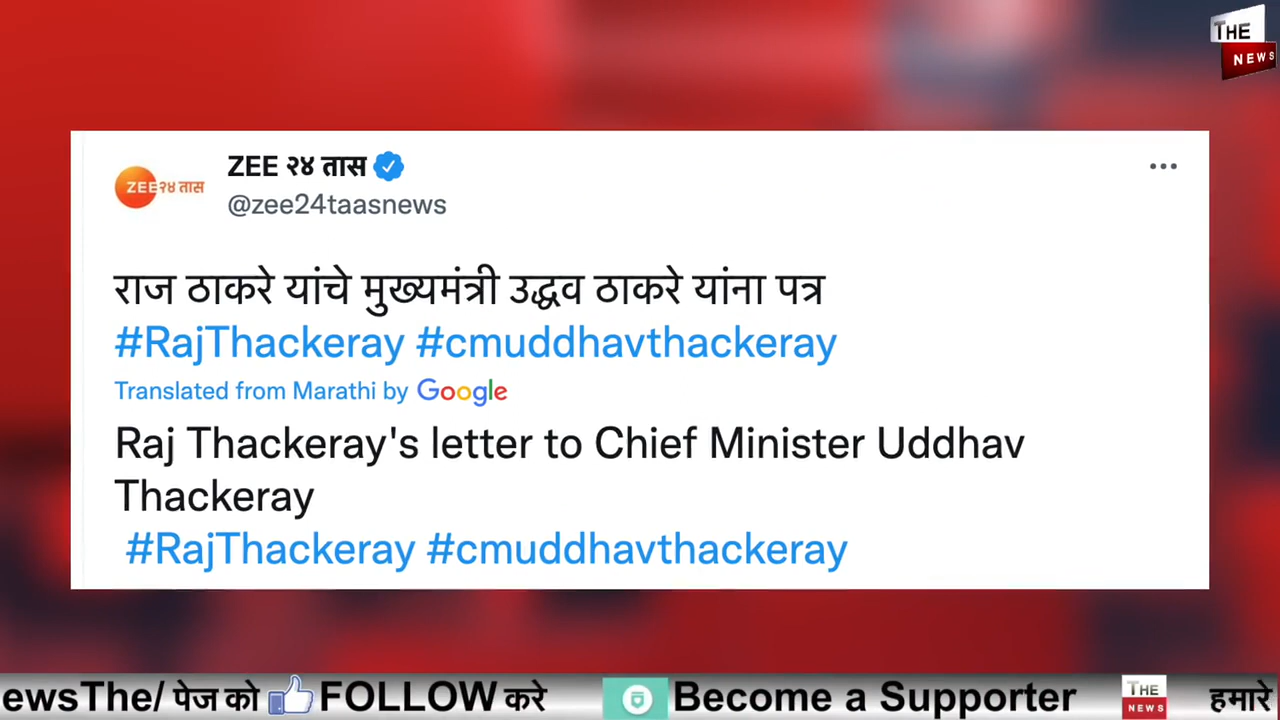 THE
NEWS
ZEE २४ तास
ZEE २४ तास
@zee24taasnews
राज ठाकरे यांचे मुख्यमंत्री उद्धव ठाकरे यांना पत्र
#RajThackeray #cmuddhavthackeray
Translated from Marathi by Google
Raj Thackeray's letter to Chief Minister Uddhav
Thackeray
#RajThackeray #cmuddhavthackeray
ewsThe/ पेज को FOLLOW करे Become a Supporter THE NEWS हमारे